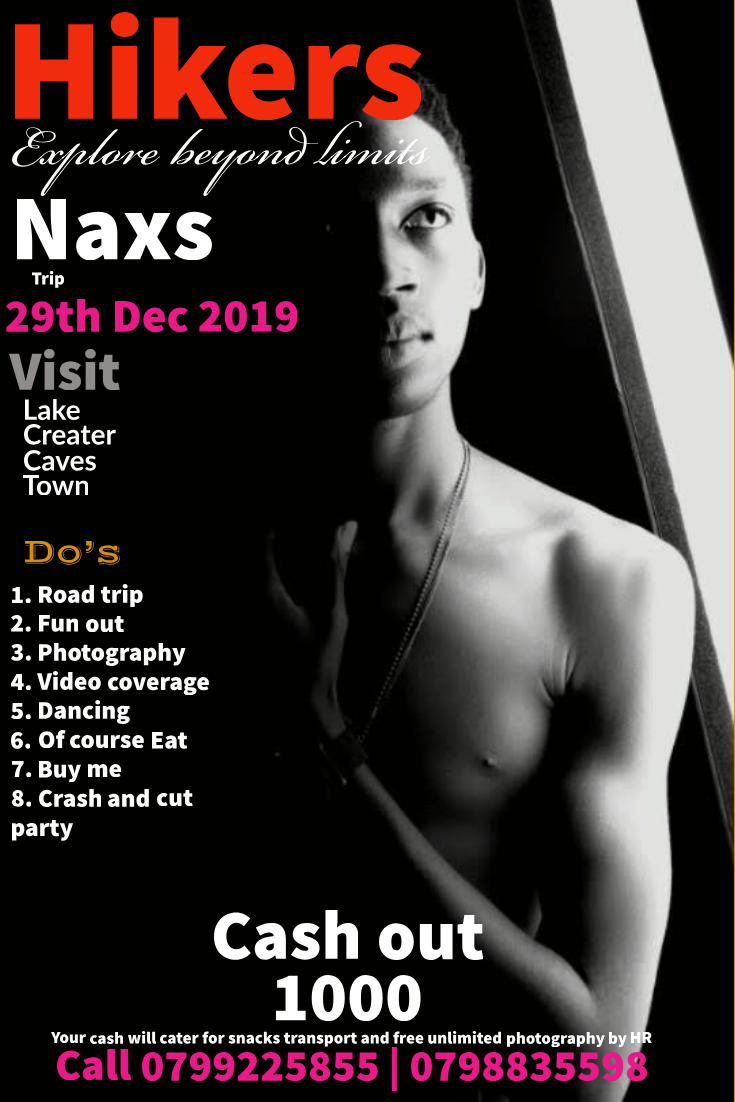 Hikers
Explore beyond limits
Naxs
Trip
29th Dec 2019
Visit
Lake
Creater
Caves
Town
Do's
1. Road trip
2. Fun out
3. Photography
4. Video coverage
5. Dancing
6. Of course Eat
7. Buy me
8. Crash and cut
party
Cash out
1000
Your cash will cater for snacks transport and free unlimited photography by HR
Call 0799225855 | 0798835598